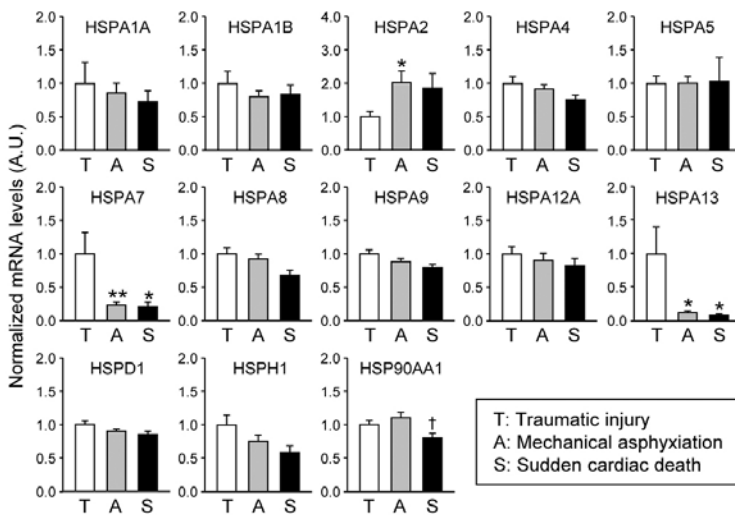 Normalized mRNA levels (A.U.)
HSPA1A
2.0
1.5
1.0
0.5
0.0
T A S
HSPA1B
2.0
1.5
1.0
0.5
0.0
T A S
HSPA2
4.0
3.0
2.0
1.0
0.0
*
T A S
HSPA4
2.0
1.5
1.0
0.5
0.0
T A S
HSPA5
2.0
1.5
1.0
0.5
0.0
T A S
HSPA7
2.0
1.5
1.0
0.5
0.0
** *
T A S
HSPA8
2.0
1.5
1.0
0.5
0.0
T A S
HSPA9
2.0
1.5
1.0
0.5
0.0
T A S
HSPA12A
2.0
1.5
1.0
0.5
0.0
T A S
HSPA13
2.0
1.5
1.0
0.5
0.0
* *
T A S
HSPD1
2.0
1.5
1.0
0.5
0.0
T A S
HSPH1
2.0
1.5
1.0
0.5
0.0
T A S
HSP90AA1
2.0
1.5
1.0
0.5
0.0
†
T A S
T: Traumatic injury
A: Mechanical asphyxiation
S: Sudden cardiac death